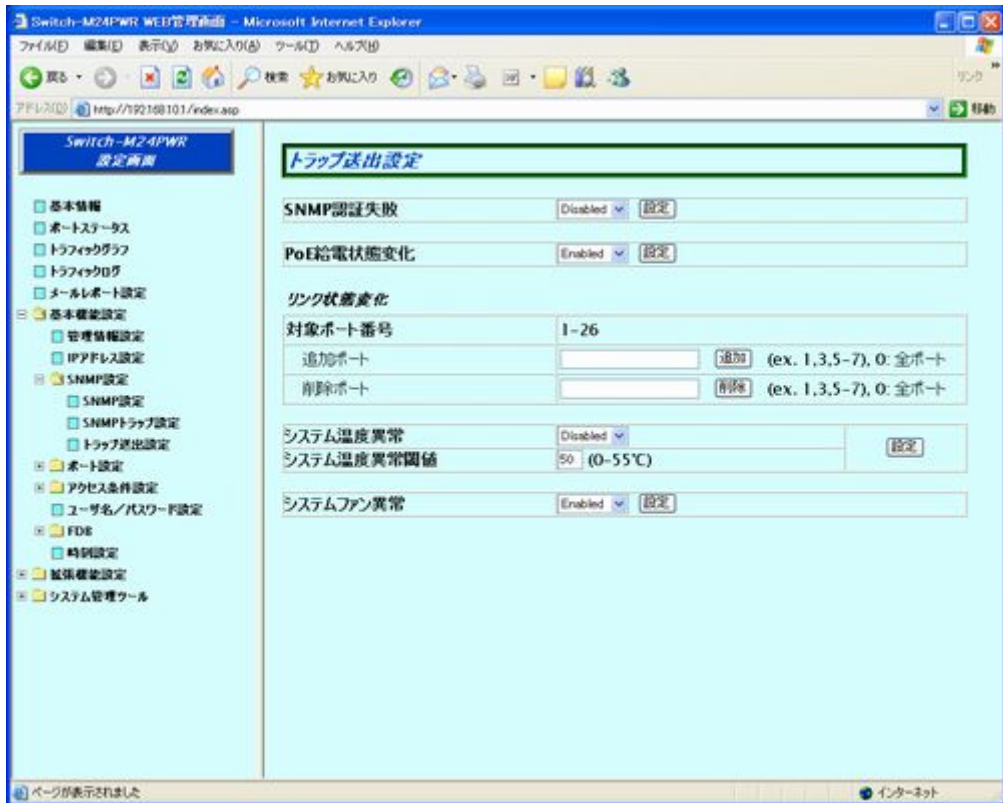 Switch-M24PWR WEB管理画面 - Microsoft Internet Explorer
ファイル(F) 編集(E) 表示(V) お気に入り(A) ツール(T) ヘルプ(H)
戻る 検索 お気に入り リンク
アドレス(D) http://192.168.1.01/index.asp 移動
Switch-M24PWR
設定画面
基本情報
ポートステータス
トラフィックグラフ
トラフィックログ
メールレポート設定
基本機能設定
管理情報設定
IPアドレス設定
SNMP設定
SNMP設定
SNMPトラップ設定
トラップ送出設定
ポート設定
アクセス条件設定
ユーザ名/パスワード設定
FDB
時刻設定
拡張機能設定
システム管理ツール
トラップ送出設定
SNMP認証失敗 Disabled 設定
PoE給電状態変化 Enabled 設定
リンク状態変化
対象ポート番号 1-26
追加ポート 追加 (ex. 1,3,5-7), 0: 全ポート
削除ポート 削除 (ex. 1,3,5-7), 0: 全ポート
システム温度異常 Disabled 設定
システム温度異常閾値 50 (0-55℃)
システムファン異常 Enabled 設定
ページが表示されました インターネット